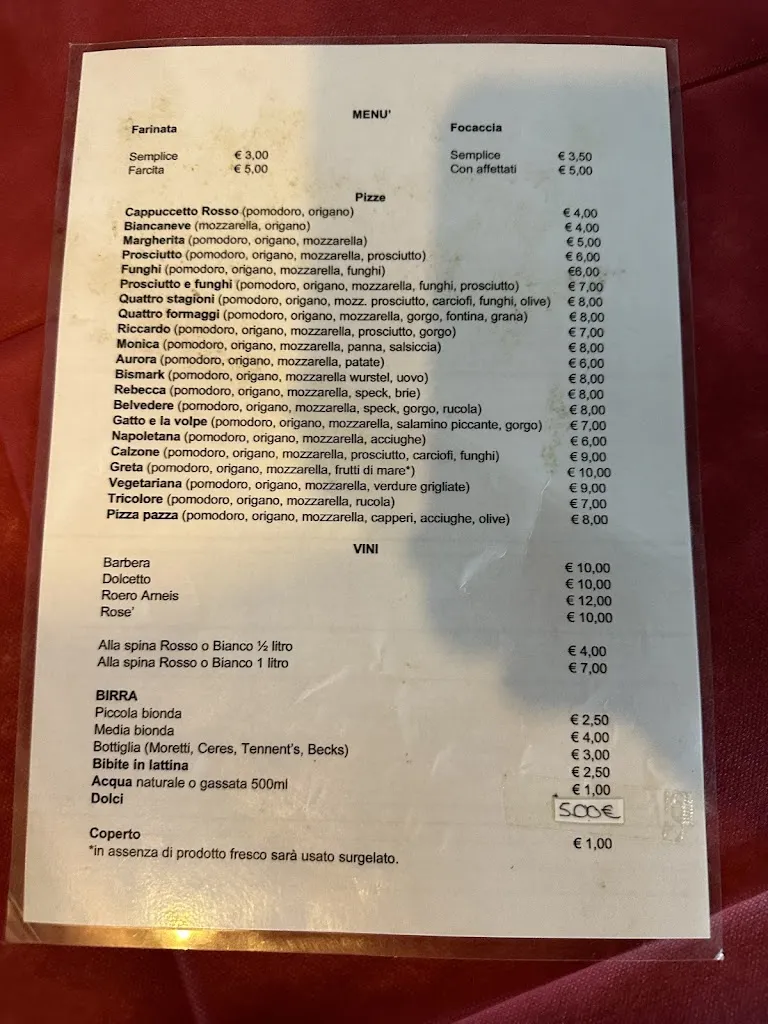 MENU'
Farinata Focaccia
Semplice € 3,00 Semplice € 3,50
Farcita € 5,00 Con affettati € 5,00
Pizze
Cappuccetto Rosso (pomodoro, origano) € 4,00
Biancaneve (mozzarella, origano) € 4,00
Margherita (pomodoro, origano, mozzarella) € 5,00
Prosciutto (pomodoro, origano, mozzarella, prosciutto) € 6,00
Funghi (pomodoro, origano, mozzarella, funghi) €6,00
Prosciutto e funghi (pomodoro, origano, mozzarella, funghi, prosciutto) € 7,00
Quattro stagioni (pomodoro, origano, mozz. prosciutto, carciofi, funghi, olive) € 8,00
Quattro formaggi (pomodoro, origano, mozzarella, gorgo, fontina, grana) € 8,00
Riccardo (pomodoro, origano, mozzarella, prosciutto, gorgo) € 7,00
Monica (pomodoro, origano, mozzarella, panna, salsiccia) € 8,00
Aurora (pomodoro, origano, mozzarella, patate) € 6,00
Bismark (pomodoro, origano, mozzarella wurstel, uovo) € 8,00
Rebecca (pomodoro, origano, mozzarella, speck, brie) € 8,00
Belvedere (pomodoro, origano, mozzarella, speck, gorgo, rucola) € 8,00
Gatto e la volpe (pomodoro, origano, mozzarella, salamino piccante, gorgo) € 7,00
Napoletana (pomodoro, origano, mozzarella, acciughe) € 6,00
Calzone (pomodoro, origano, mozzarella, prosciutto, carciofi, funghi) € 9,00
Greta (pomodoro, origano, mozzarella, frutti di mare*) € 10,00
Vegetariana (pomodoro, origano, mozzarella, verdure grigliate) € 9,00
Tricolore (pomodoro, origano, mozzarella, rucola) € 7,00
Pizza pazza (pomodoro, origano, mozzarella, capperi, acciughe, olive) € 8,00
VINI
Barbera € 10,00
Dolcetto € 10,00
Roero Arneis € 12,00
Rose' € 10,00
Alla spina Rosso o Bianco ½ litro € 4,00
Alla spina Rosso o Bianco 1 litro € 7,00
BIRRA
Piccola bionda € 2,50
Media bionda € 4,00
Bottiglia (Moretti, Ceres, Tennent's, Becks) € 3,00
Bibite in lattina € 2,50
Acqua naturale o gassata 500ml € 1,00
Dolci 5.00€
Coperto € 1,00
*in assenza di prodotto fresco sarà usato surgelato.